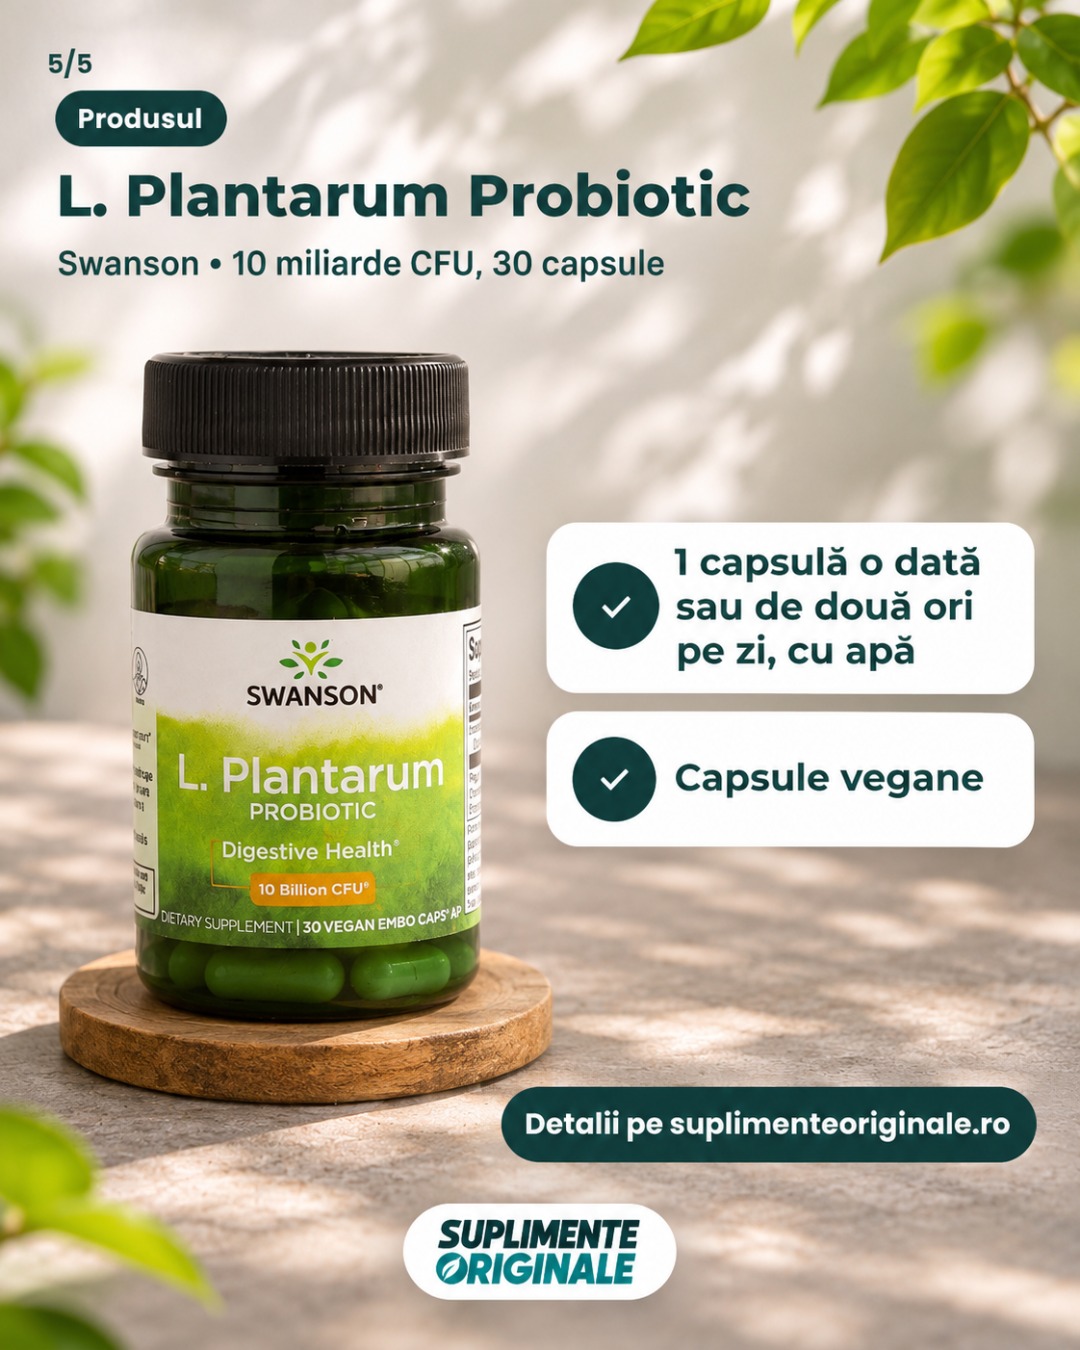 5/5
Produsul
L. Plantarum Probiotic
Swanson • 10 miliarde CFU, 30 capsule
SWANSON®
L. Plantarum
PROBIOTIC
Digestive Health
10 Billion CFU
DIETARY SUPPLEMENT | 30 VEGAN EMBO CAPS® AP
1 capsulă o dată
sau de două ori
pe zi, cu apă
Capsule vegane
Detalii pe suplimenteoriginale.ro
SUPLIMENTE
ORIGINALE